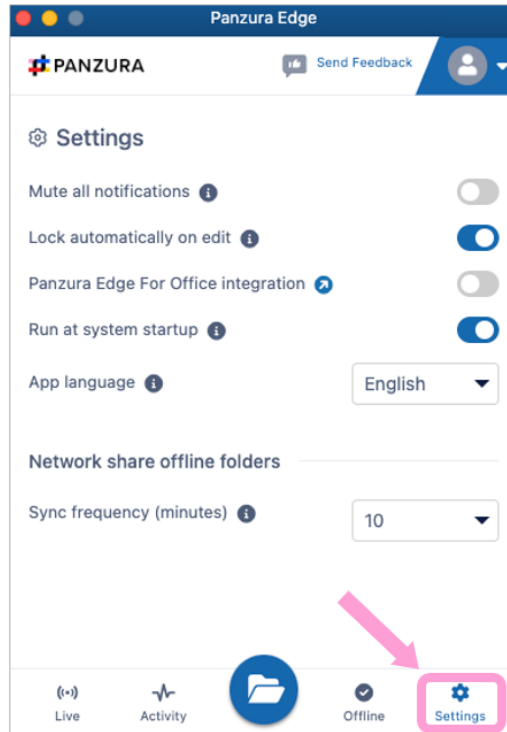 Panzura Edge
PANZURA
Send Feedback
Settings
Mute all notifications
Lock automatically on edit
Panzura Edge For Office integration
Run at system startup
App language
English
Network share offline folders
Sync frequency (minutes)
10
Live
Activity
Offline
Settings